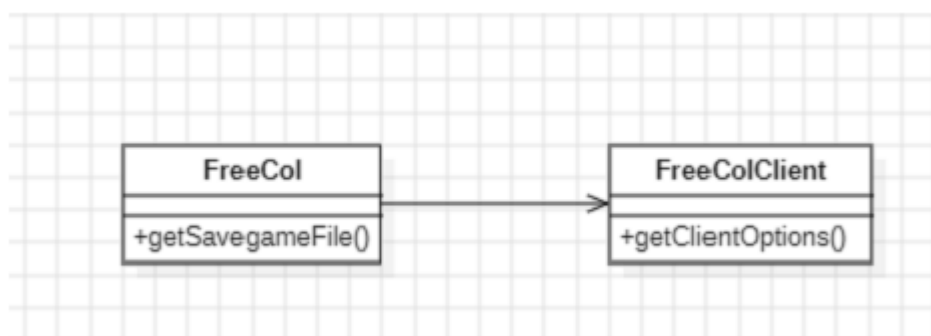 FreeCol
+getSavegameFile()
FreeColClient
+getClientOptions()